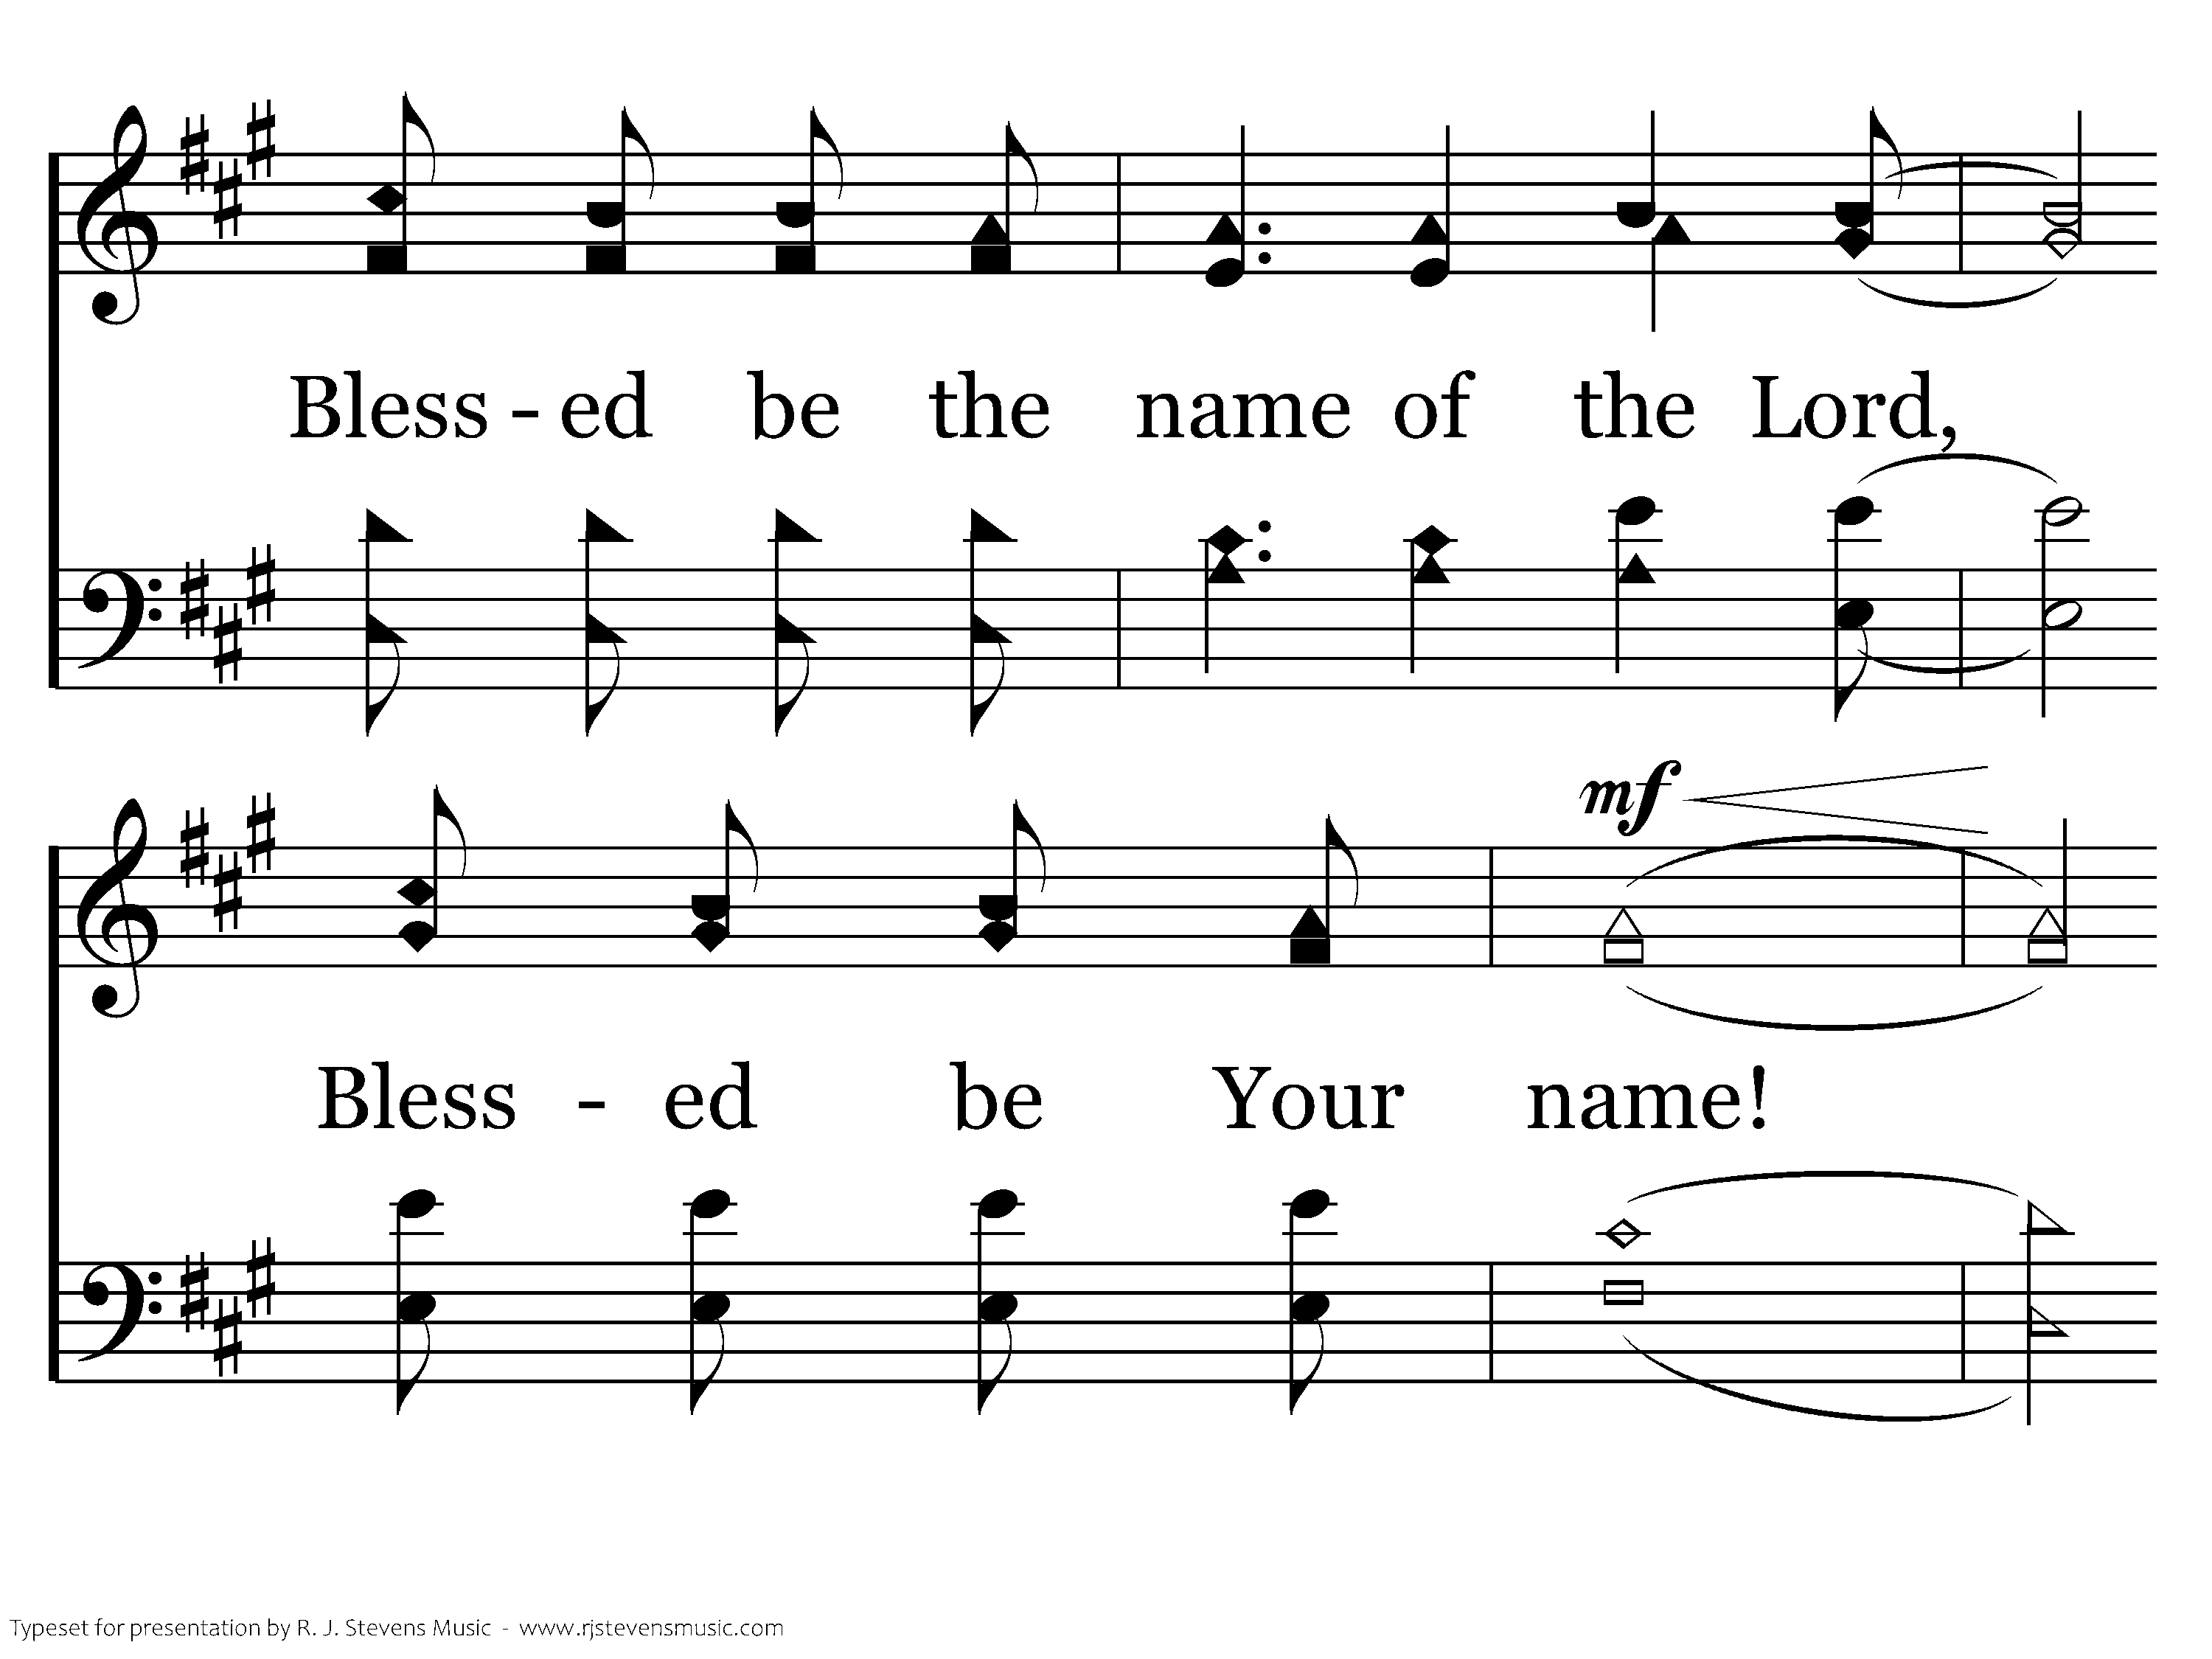 Bless - ed be the name of the Lord,
mf
Bless - ed be Your name!
Typeset for presentation by R. J. Stevens Music - www.rjstevensmusic.com